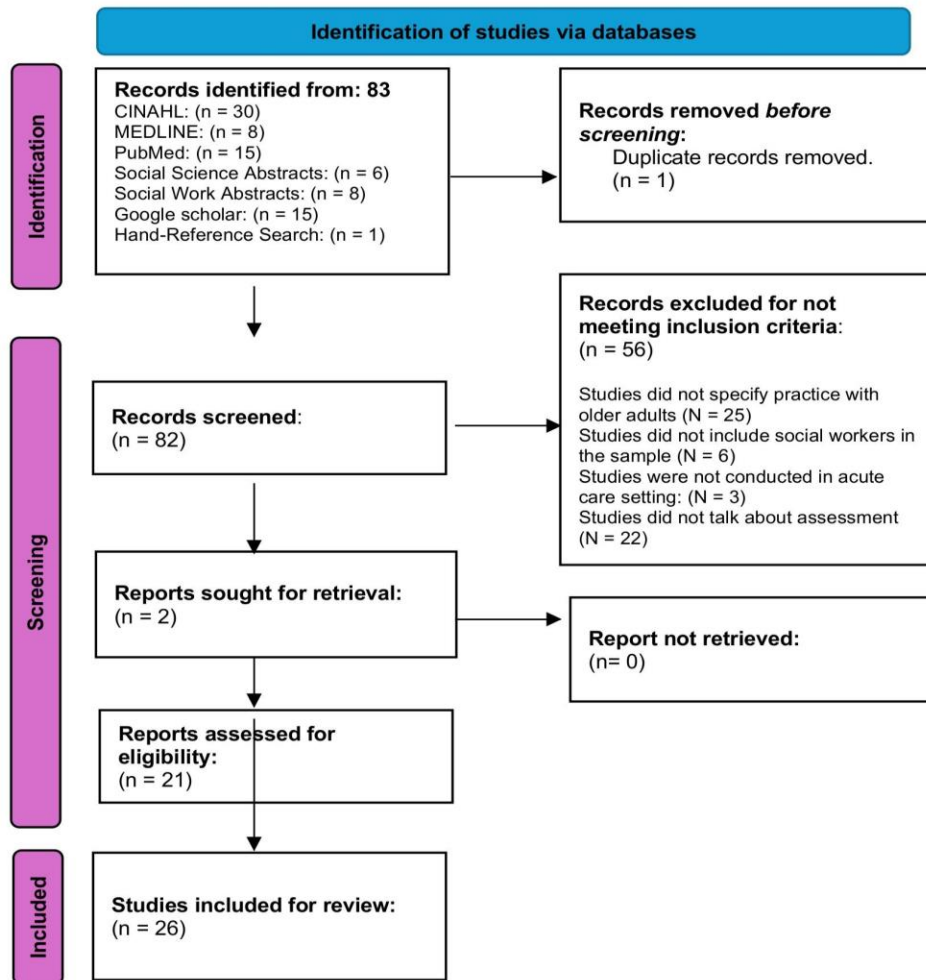 Identification of studies via databases
Identification
Records identified from: 83
CINAHL: (n = 30)
MEDLINE: (n = 8)
PubMed: (n = 15)
Social Science Abstracts: (n = 6)
Social Work Abstracts: (n = 8)
Google scholar: (n = 15)
Hand-Reference Search: (n = 1)
Records removed before
screening:
Duplicate records removed.
(n = 1)
Screening
Records screened:
(n = 82)
Records excluded for not
meeting inclusion criteria:
(n = 56)
Studies did not specify practice with
older adults (N = 25)
Studies did not include social workers in
the sample (N = 6)
Studies were not conducted in acute
care setting: (N = 3)
Studies did not talk about assessment
(N = 22)
Reports sought for retrieval:
(n = 2)
Report not retrieved:
(n= 0)
Reports assessed for
eligibility:
(n = 21)
Included
Studies included for review:
(n = 26)